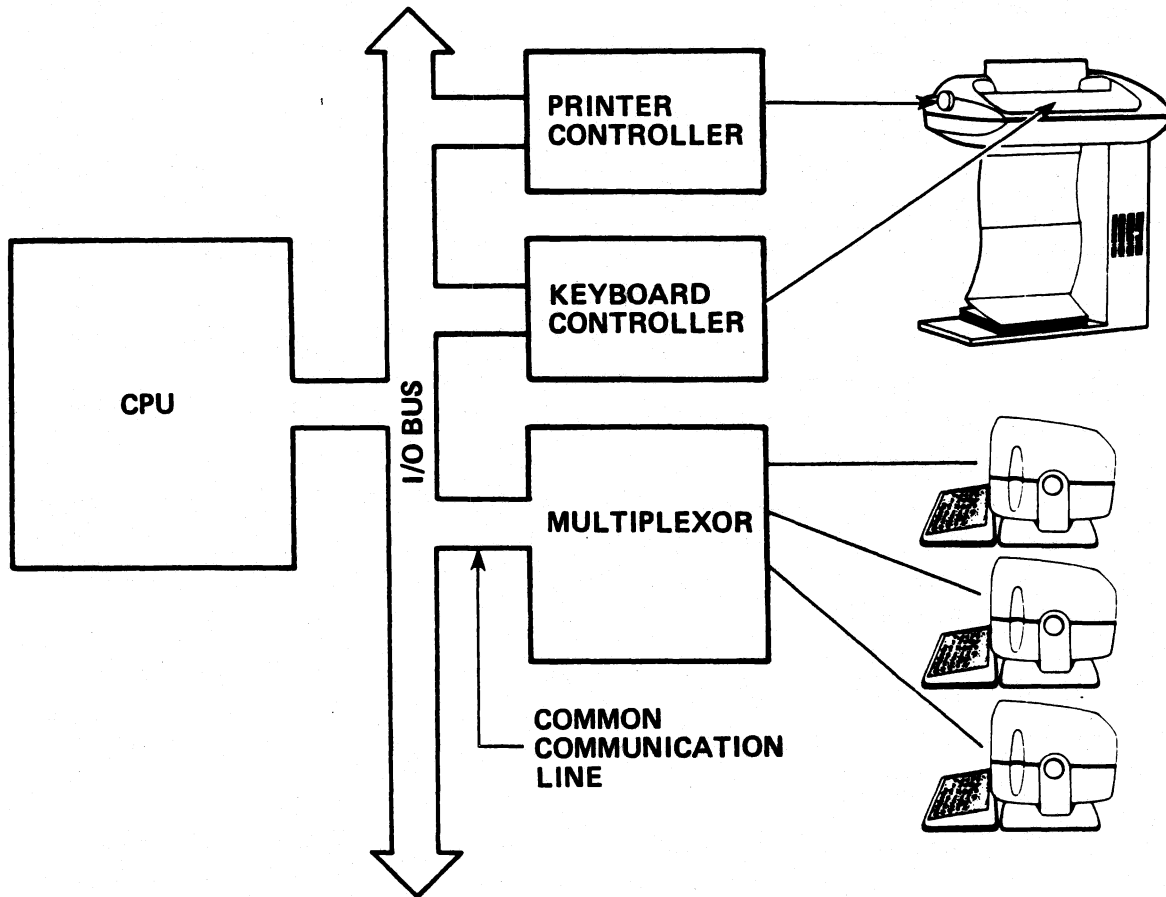 PRINTER
CONTROLLER
KEYBOARD
CONTROLLER
CPU
I/O BUS
MULTIPLEXOR
COMMON
COMMUNICATION
LINE